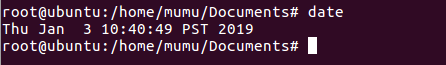 root@ubuntu:/home/mumu/Documents# date
Thu Jan  3 10:40:49 PST 2019
root@ubuntu:/home/mumu/Documents#